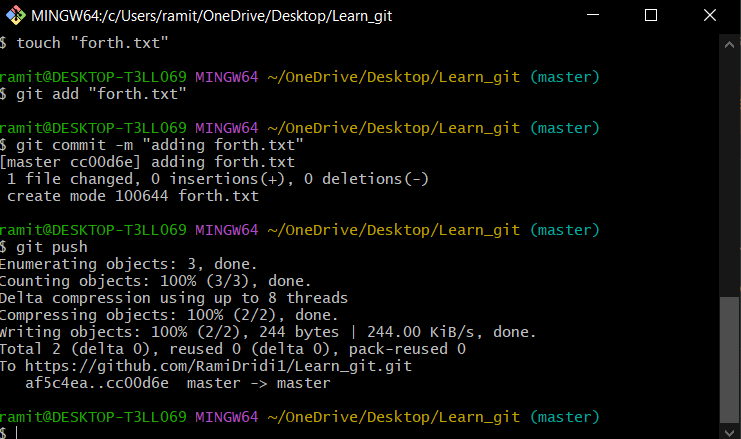 MINGW64:/c/Users/ramit/OneDrive/Desktop/Learn_git
$ touch "forth.txt"
ramit@DESKTOP-T3LLO69 MINGW64 ~/OneDrive/Desktop/Learn_git (master)
$ git add "forth.txt"
ramit@DESKTOP-T3LLO69 MINGW64 ~/OneDrive/Desktop/Learn_git (master)
$ git commit -m "adding forth.txt"
[master cc00d6e] adding forth.txt
1 file changed, 0 insertions(+), 0 deletions(-)
create mode 100644 forth.txt
ramit@DESKTOP-T3LLO69 MINGW64 ~/OneDrive/Desktop/Learn_git (master)
$ git push
Enumerating objects: 3, done.
Counting objects: 100% (3/3), done.
Delta compression using up to 8 threads
Compressing objects: 100% (2/2), done.
Writing objects: 100% (2/2), 244 bytes | 244.00 KiB/s, done.
Total 2 (delta 0), reused 0 (delta 0), pack-reused 0
To https://github.com/RamiDridi1/Learn_git.git
af5c4ea..cc00d6e  master -> master
ramit@DESKTOP-T3LLO69 MINGW64 ~/OneDrive/Desktop/Learn_git (master)
$